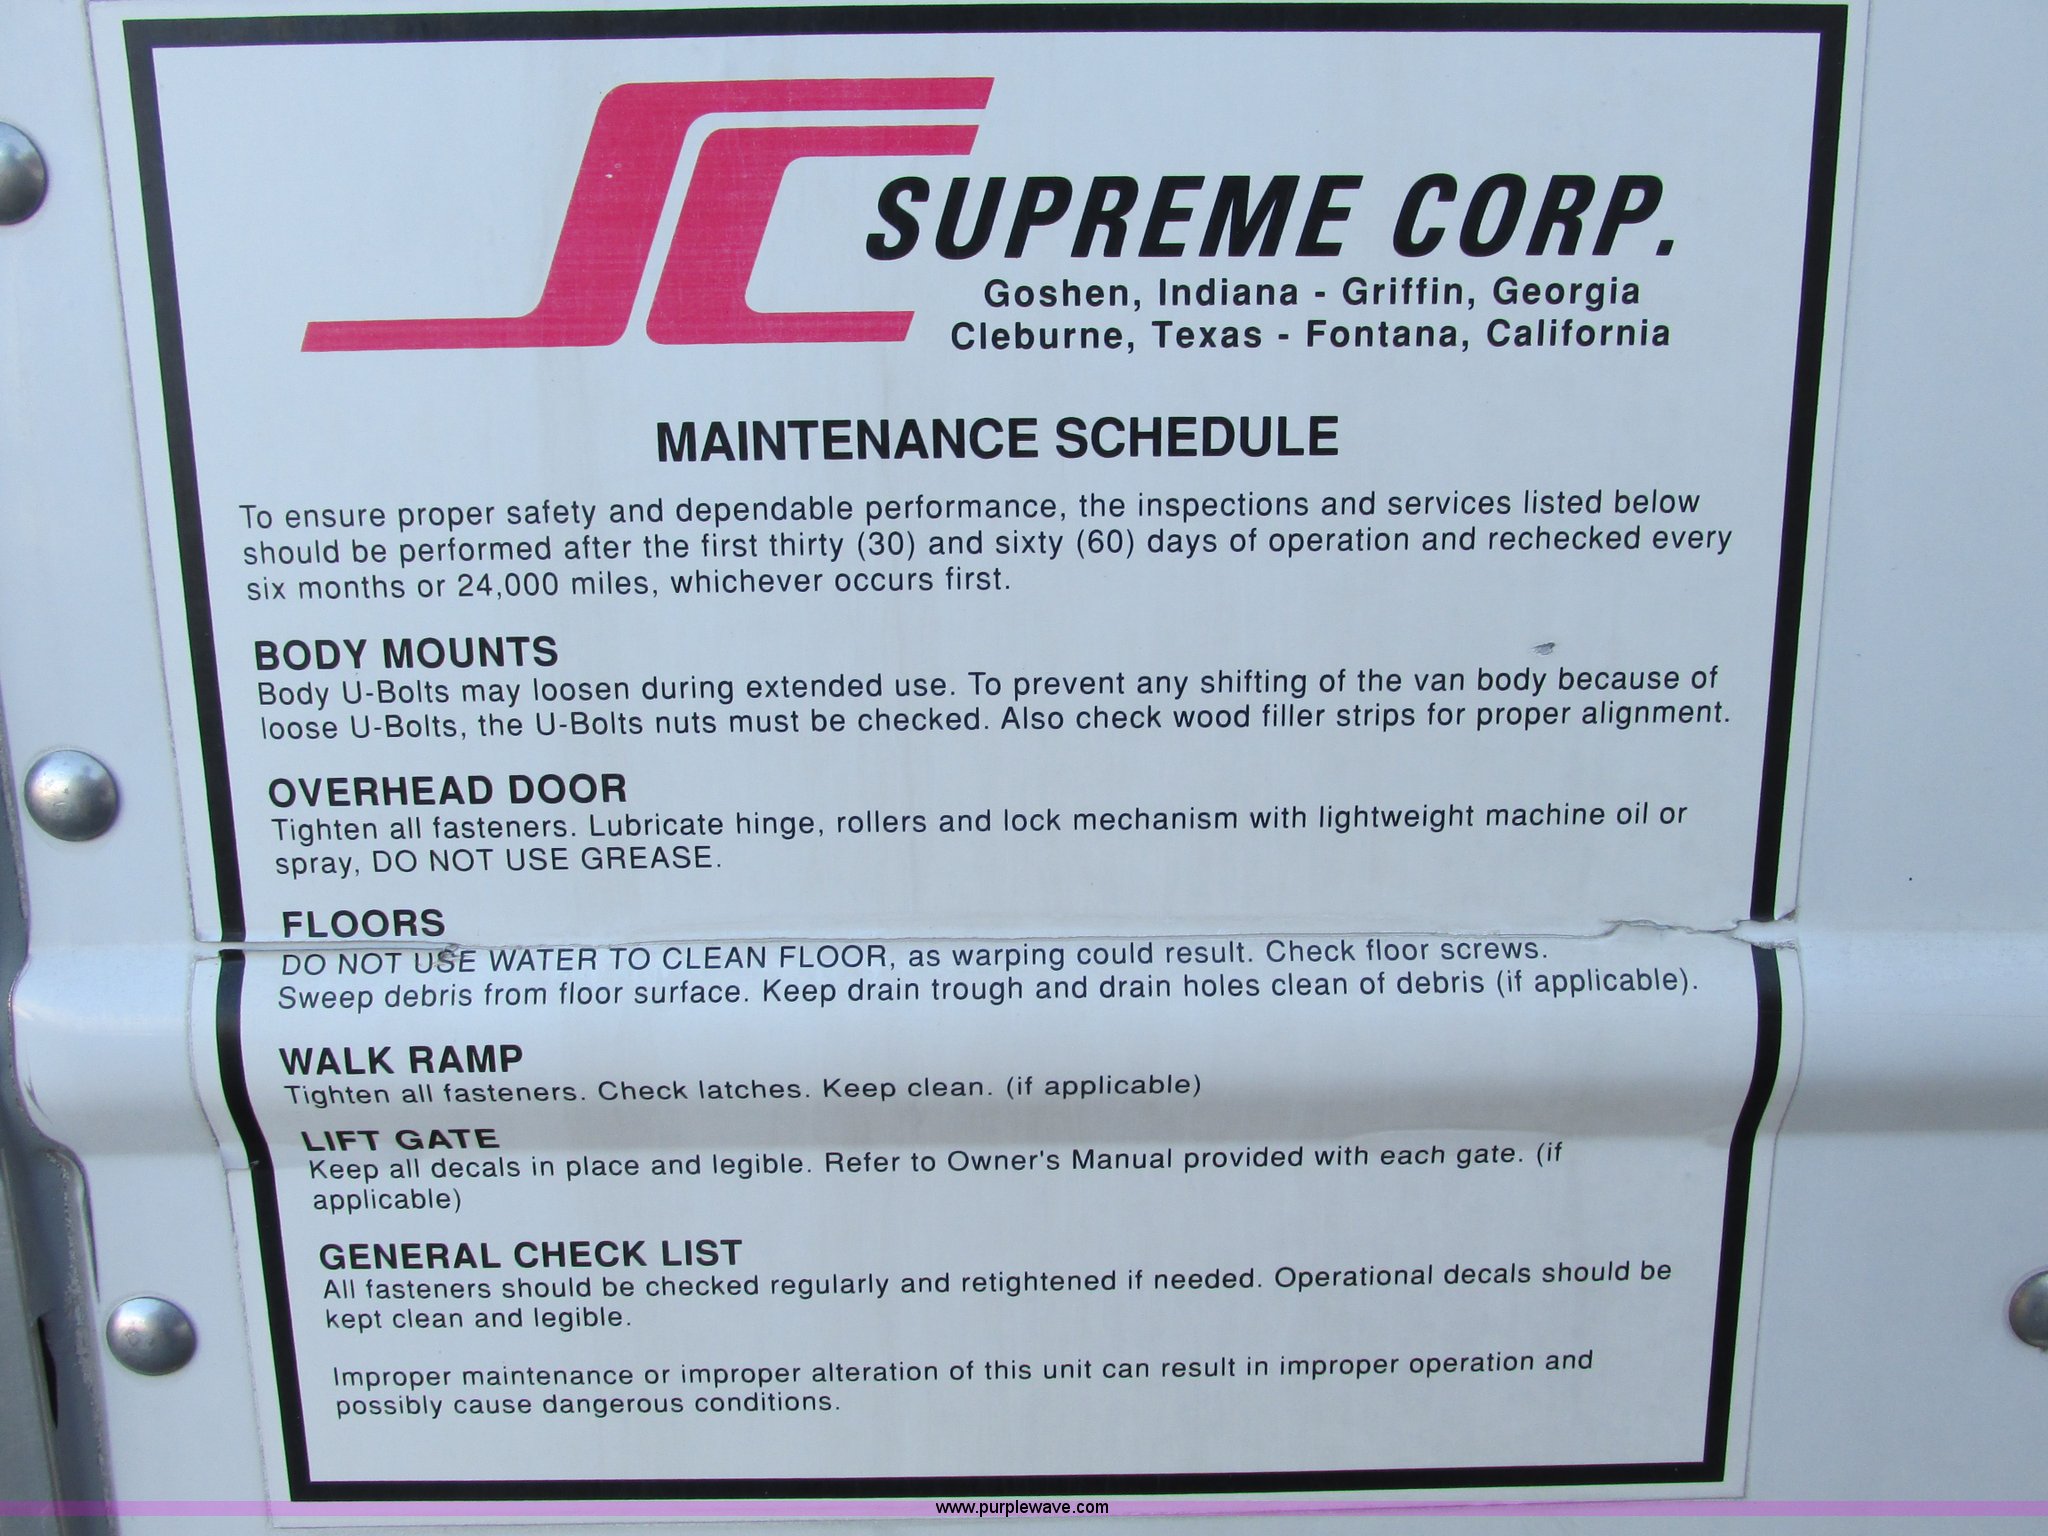 SC
SUPREME CORP.
Goshen, Indiana - Griffin, Georgia
Cleburne, Texas - Fontana, California
MAINTENANCE SCHEDULE
To ensure proper safety and dependable performance, the inspections and services listed below
should be performed after the first thirty (30) and sixty (60) days of operation and rechecked every
six months or 24,000 miles, whichever occurs first.
BODY MOUNTS
Body U-Bolts may loosen during extended use. To prevent any shifting of the van body because of
loose U-Bolts, the U-Bolts nuts must be checked. Also check wood filler strips for proper alignment.
OVERHEAD DOOR
Tighten all fasteners. Lubricate hinge, rollers and lock mechanism with lightweight machine oil or
spray, DO NOT USE GREASE.
FLOORS
DO NOT USE WATER TO CLEAN FLOOR, as warping could result. Check floor screws.
Sweep debris from floor surface. Keep drain trough and drain holes clean of debris (if applicable).
WALK RAMP
Tighten all fasteners. Check latches. Keep clean. (if applicable)
LIFT GATE
Keep all decals in place and legible. Refer to Owner's Manual provided with each gate. (if
applicable)
GENERAL CHECK LIST
All fasteners should be checked regularly and retightened if needed. Operational decals should be
kept clean and legible.
Improper maintenance or improper alteration of this unit can result in improper operation and
possibly cause dangerous conditions.
www.purplewave.com